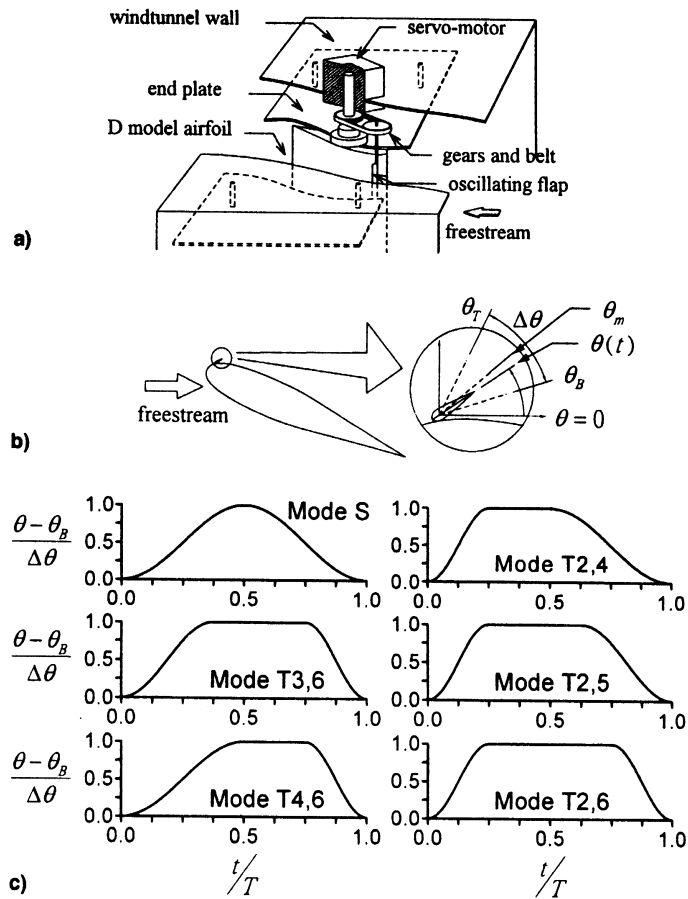 windtunnel wall
servo-motor
end plate
D model airfoil
gears and belt
oscillating flap
freestream
a)
θ_T
Δθ
θ_m
θ(t)
θ_B
θ = 0
freestream
b)
θ − θ_B
Δθ
1.0
0.5
0.0
Mode S
0.0 0.5 1.0
1.0
0.5
0.0
Mode T2,4
0.0 0.5 1.0
θ − θ_B
Δθ
1.0
0.5
0.0
Mode T3,6
0.0 0.5 1.0
1.0
0.5
0.0
Mode T2,5
0.0 0.5 1.0
θ − θ_B
Δθ
1.0
0.5
0.0
Mode T4,6
0.0 0.5 1.0
1.0
0.5
0.0
Mode T2,6
0.0 0.5 1.0
c)
t/T
t/T